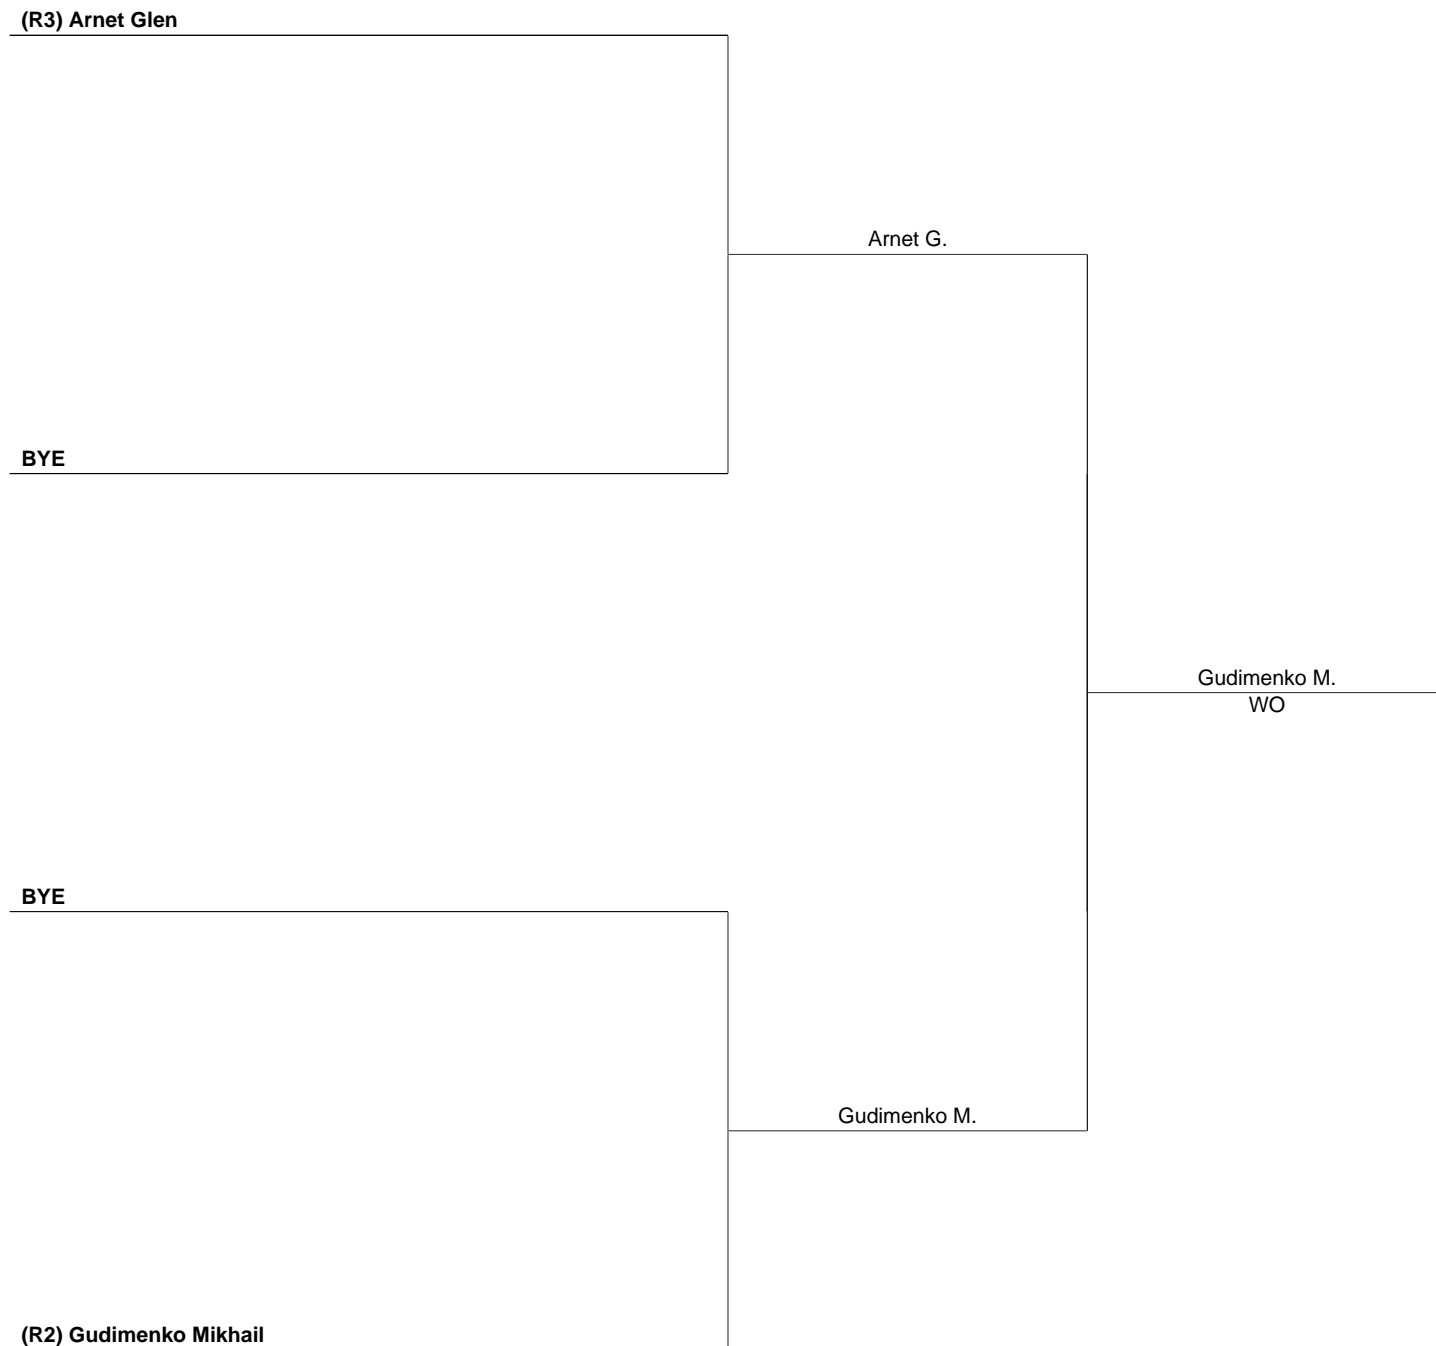 (R3) Arnet Glen
Arnet G.
BYE
Gudimenko M.
WO
BYE
Gudimenko M.
(R2) Gudimenko Mikhail